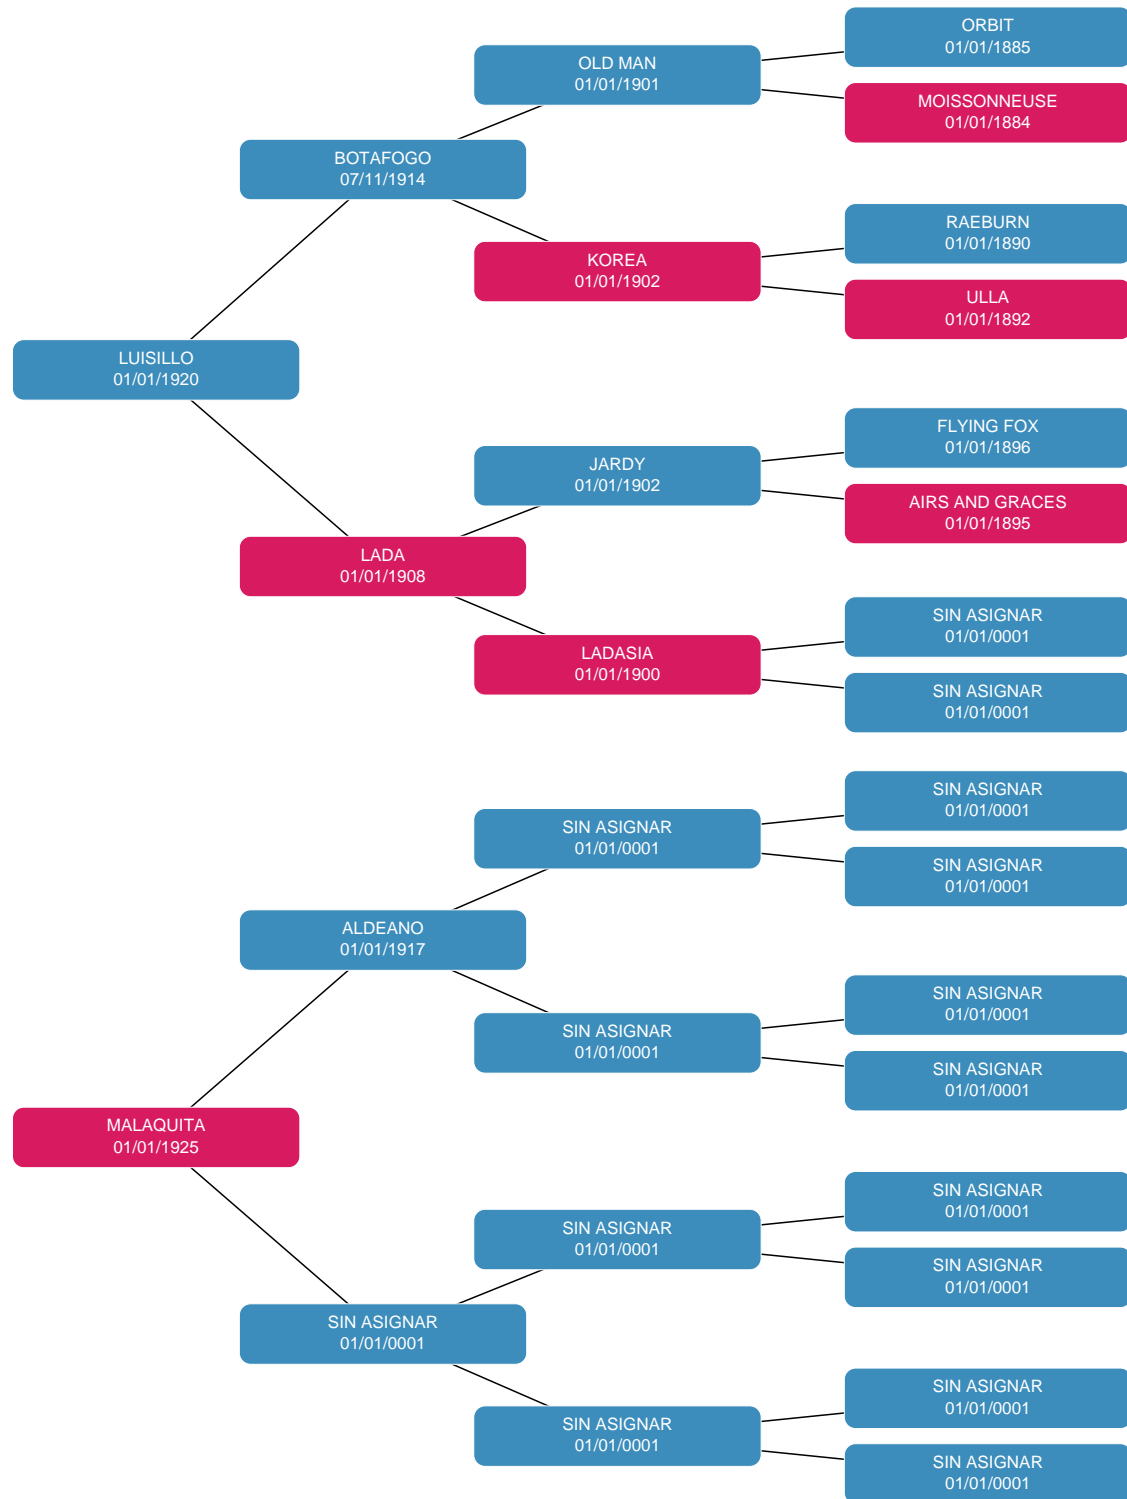 ORBIT
01/01/1885
OLD MAN
01/01/1901
MOISSONNEUSE
01/01/1884
BOTAFOGO
07/11/1914
RAEBURN
01/01/1890
KOREA
01/01/1902
ULLA
01/01/1892
LUISILLO
01/01/1920
FLYING FOX
01/01/1896
JARDY
01/01/1902
AIRS AND GRACES
01/01/1895
LADA
01/01/1908
SIN ASIGNAR
01/01/0001
LADASIA
01/01/1900
SIN ASIGNAR
01/01/0001
SIN ASIGNAR
01/01/0001
SIN ASIGNAR
01/01/0001
SIN ASIGNAR
01/01/0001
ALDEANO
01/01/1917
SIN ASIGNAR
01/01/0001
SIN ASIGNAR
01/01/0001
SIN ASIGNAR
01/01/0001
MALAQUITA
01/01/1925
SIN ASIGNAR
01/01/0001
SIN ASIGNAR
01/01/0001
SIN ASIGNAR
01/01/0001
SIN ASIGNAR
01/01/0001
SIN ASIGNAR
01/01/0001
SIN ASIGNAR
01/01/0001
SIN ASIGNAR
01/01/0001